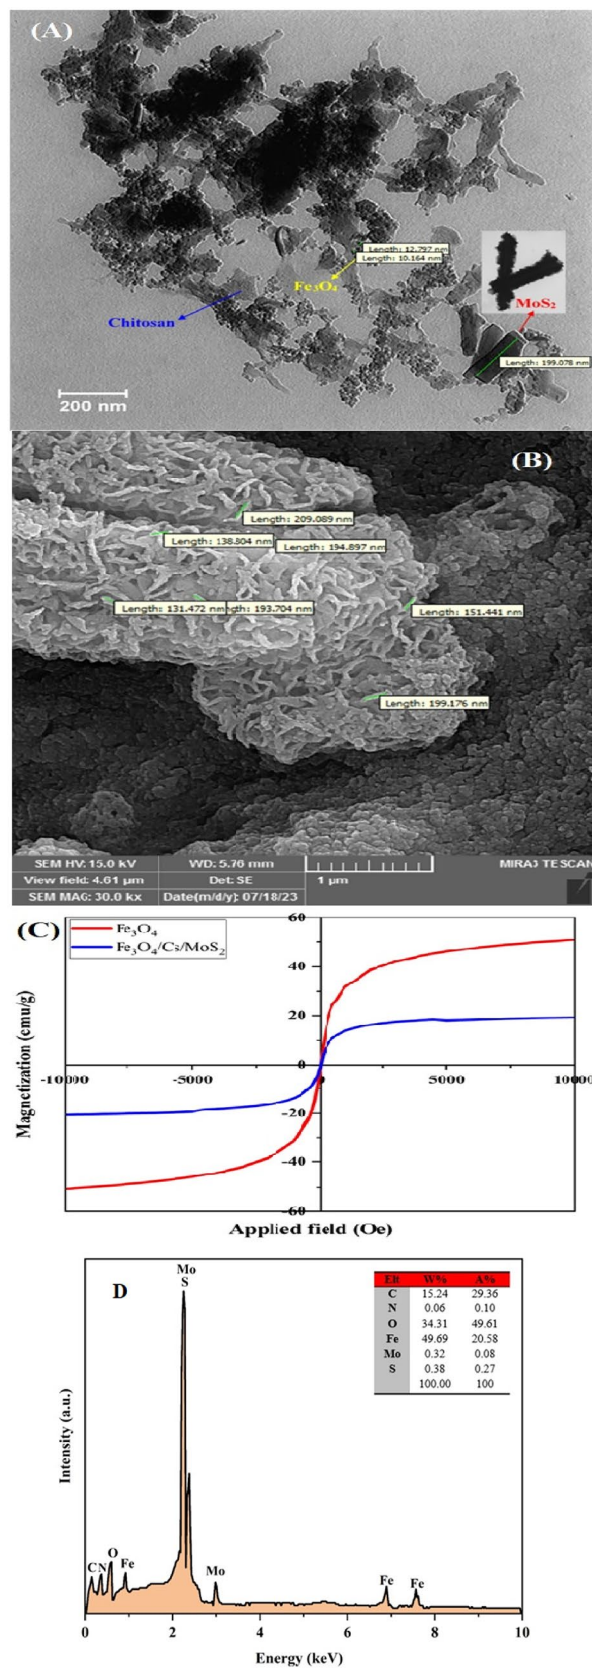 (A)
Length: 12.797 nm
Length: 10.164 nm
Fe₃O₄
MoS₂
Chitosan
Length: 199.078 nm
200 nm
(B)
Length: 209.089 nm
Length: 138.804 nm
Length: 194.897 nm
Length: 131.472 nm
ngth: 193.704 nm
Length: 151.441 nm
Length: 199.176 nm
SEM HV: 15.0 kV
WD: 5.76 mm
MIRA3 TESCAN
View field: 4.61 µm
Det: SE
1 µm
SEM MAG: 30.0 kx
Date(m/d/y): 07/18/23
(C)
Fe₃O₄
Fe₃O₄/Cs/MoS₂
60
40
20
0
-20
-40
-60
-10000
-5000
0
5000
10000
Magnetization (emu/g)
Applied field (Oe)
D
Mo
S
Elt W% A%
C 15.24 29.36
N 0.06 0.10
O 34.31 49.61
Fe 49.69 20.58
Mo 0.32 0.08
S 0.38 0.27
100.00 100
Intensity (a.u.)
C N O Fe
Mo
Fe Fe
0 2 4 6 8 10
Energy (keV)